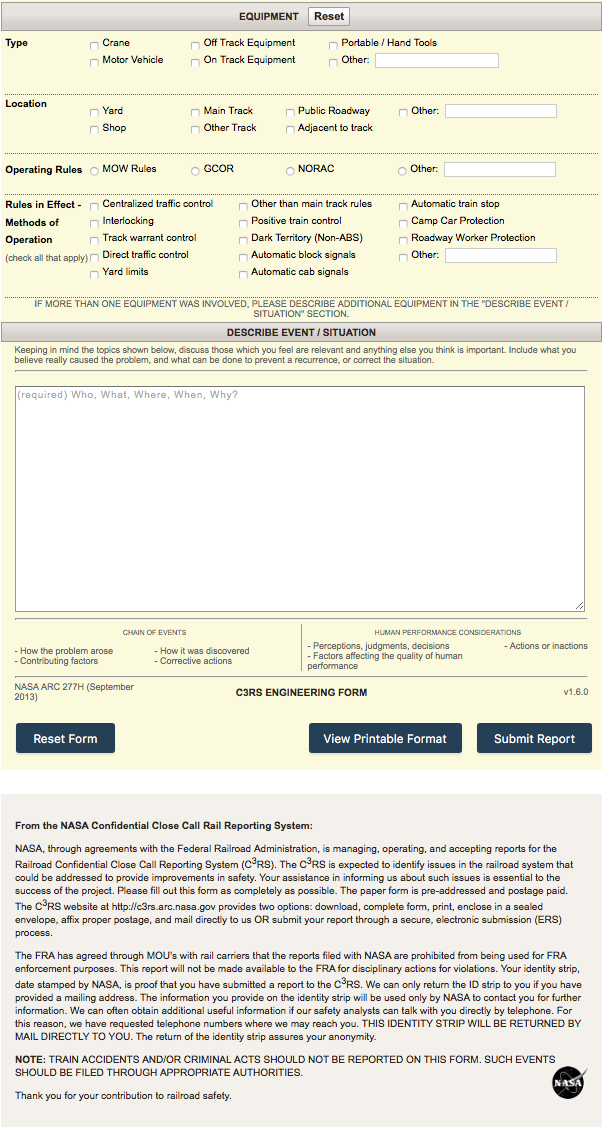 EQUIPMENT Reset
Type Crane Off Track Equipment Portable / Hand Tools
Motor Vehicle On Track Equipment Other:
Location
Yard Main Track Public Roadway Other:
Shop Other Track Adjacent to track
Operating Rules MOW Rules GCOR NORAC Other:
Rules in Effect - Centralized traffic control Other than main track rules Automatic train stop
Methods of Interlocking Positive train control Camp Car Protection
Operation Track warrant control Dark Territory (Non-ABS) Roadway Worker Protection
(check all that apply) Direct traffic control Automatic block signals Other:
Yard limits Automatic cab signals
IF MORE THAN ONE EQUIPMENT WAS INVOLVED, PLEASE DESCRIBE ADDITIONAL EQUIPMENT IN THE "DESCRIBE EVENT /
SITUATION" SECTION.
DESCRIBE EVENT / SITUATION
Keeping in mind the topics shown below, discuss those which you feel are relevant and anything else you think is important. Include what you
believe really caused the problem, and what can be done to prevent a recurrence, or correct the situation.
(required) Who, What, Where, When, Why?
CHAIN OF EVENTS HUMAN PERFORMANCE CONSIDERATIONS
- How the problem arose - How it was discovered - Perceptions, judgments, decisions - Actions or inactions
- Contributing factors - Corrective actions - Factors affecting the quality of human
performance
NASA ARC 277H (September
2013) C3RS ENGINEERING FORM v1.6.0
Reset Form View Printable Format Submit Report
From the NASA Confidential Close Call Rail Reporting System:
NASA, through agreements with the Federal Railroad Administration, is managing, operating, and accepting reports for the
Railroad Confidential Close Call Reporting System (C³RS). The C³RS is expected to identify issues in the railroad system that
could be addressed to provide improvements in safety. Your assistance in informing us about such issues is essential to the
success of the project. Please fill out this form as completely as possible. The paper form is pre-addressed and postage paid.
The C³RS website at http://c3rs.arc.nasa.gov provides two options: download, complete form, print, enclose in a sealed
envelope, affix proper postage, and mail directly to us OR submit your report through a secure, electronic submission (ERS)
process.
The FRA has agreed through MOU's with rail carriers that the reports filed with NASA are prohibited from being used for FRA
enforcement purposes. This report will not be made available to the FRA for disciplinary actions for violations. Your identity strip,
date stamped by NASA, is proof that you have submitted a report to the C³RS. We can only return the ID strip to you if you have
provided a mailing address. The information you provide on the identity strip will be used only by NASA to contact you for further
information. We can often obtain additional useful information if our safety analysts can talk with you directly by telephone. For
this reason, we have requested telephone numbers where we may reach you. THIS IDENTITY STRIP WILL BE RETURNED BY
MAIL DIRECTLY TO YOU. The return of the identity strip assures your anonymity.
NOTE: TRAIN ACCIDENTS AND/OR CRIMINAL ACTS SHOULD NOT BE REPORTED ON THIS FORM. SUCH EVENTS
SHOULD BE FILED THROUGH APPROPRIATE AUTHORITIES.
NASA
Thank you for your contribution to railroad safety.